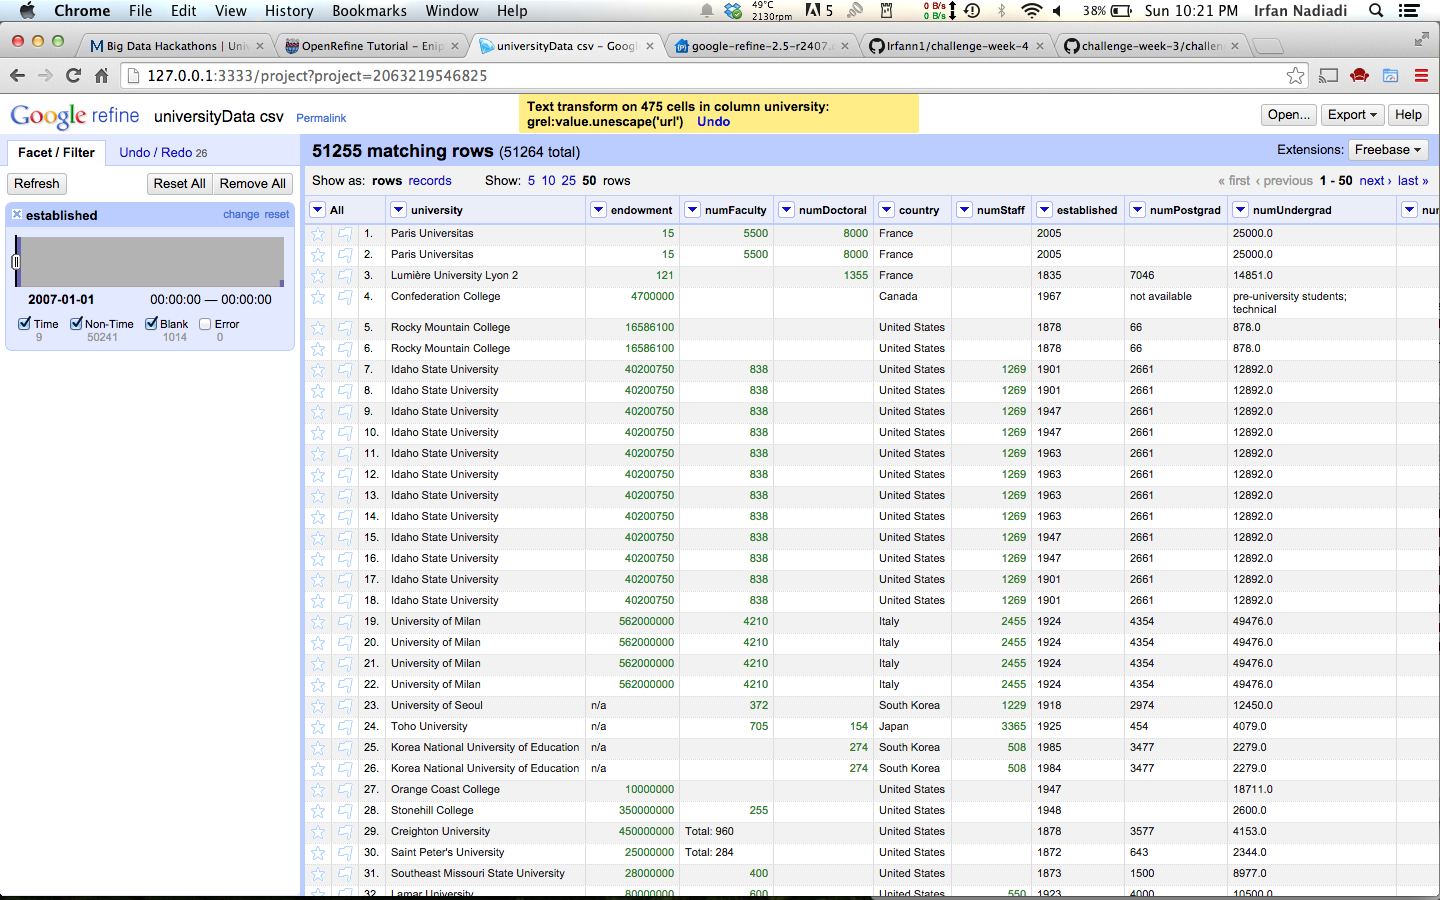 Chrome File Edit View History Bookmarks Window Help 49°C 2130rpm 5 0 B/s 0 B/s 38% Sun 10:21 PM Irfan Nadiadi
Big Data Hackathons | Uni × OpenRefine Tutorial – Enip × universityData csv – Goog × google-refine-2.5-r2407. × Irfann1/challenge-week-4 × challenge-week-3/challen ×
127.0.0.1:3333/project?project=2063219546825
Google refine universityData csv Permalink
Text transform on 475 cells in column university:
grel:value.unescape('url') Undo
Open... Export Help
Facet / Filter Undo / Redo 26
51255 matching rows (51264 total) Extensions: Freebase
Refresh Reset All Remove All
Show as: rows records Show: 5 10 25 50 rows « first ‹ previous 1 - 50 next › last »
established change reset
2007-01-01 00:00:00 — 00:00:00
Time Non-Time Blank Error
9 50241 1014 0
All university endowment numFaculty numDoctoral country numStaff established numPostgrad numUndergrad
1. Paris Universitas 15 5500 8000 France 2005 25000.0
2. Paris Universitas 15 5500 8000 France 2005 25000.0
3. Lumière University Lyon 2 121 1355 France 1835 7046 14851.0
4. Confederation College 4700000 Canada 1967 not available pre-university students;
technical
5. Rocky Mountain College 16586100 United States 1878 66 878.0
6. Rocky Mountain College 16586100 United States 1878 66 878.0
7. Idaho State University 40200750 838 United States 1269 1901 2661 12892.0
8. Idaho State University 40200750 838 United States 1269 1901 2661 12892.0
9. Idaho State University 40200750 838 United States 1269 1947 2661 12892.0
10. Idaho State University 40200750 838 United States 1269 1947 2661 12892.0
11. Idaho State University 40200750 838 United States 1269 1963 2661 12892.0
12. Idaho State University 40200750 838 United States 1269 1963 2661 12892.0
13. Idaho State University 40200750 838 United States 1269 1963 2661 12892.0
14. Idaho State University 40200750 838 United States 1269 1963 2661 12892.0
15. Idaho State University 40200750 838 United States 1269 1947 2661 12892.0
16. Idaho State University 40200750 838 United States 1269 1947 2661 12892.0
17. Idaho State University 40200750 838 United States 1269 1901 2661 12892.0
18. Idaho State University 40200750 838 United States 1269 1901 2661 12892.0
19. University of Milan 562000000 4210 Italy 2455 1924 4354 49476.0
20. University of Milan 562000000 4210 Italy 2455 1924 4354 49476.0
21. University of Milan 562000000 4210 Italy 2455 1924 4354 49476.0
22. University of Milan 562000000 4210 Italy 2455 1924 4354 49476.0
23. University of Seoul n/a 372 South Korea 1229 1918 2974 12450.0
24. Toho University n/a 705 154 Japan 3365 1925 454 4079.0
25. Korea National University of Education n/a 274 South Korea 508 1985 3477 2279.0
26. Korea National University of Education n/a 274 South Korea 508 1984 3477 2279.0
27. Orange Coast College 10000000 United States 1947 18711.0
28. Stonehill College 350000000 255 United States 1948 2600.0
29. Creighton University 450000000 Total: 960 United States 1878 3577 4153.0
30. Saint Peter's University 25000000 Total: 284 United States 1872 643 2344.0
31. Southeast Missouri State University 28000000 400 United States 1873 1500 8977.0
32. Lamar University 80000000 600 United States 550 1923 4000 10500.0